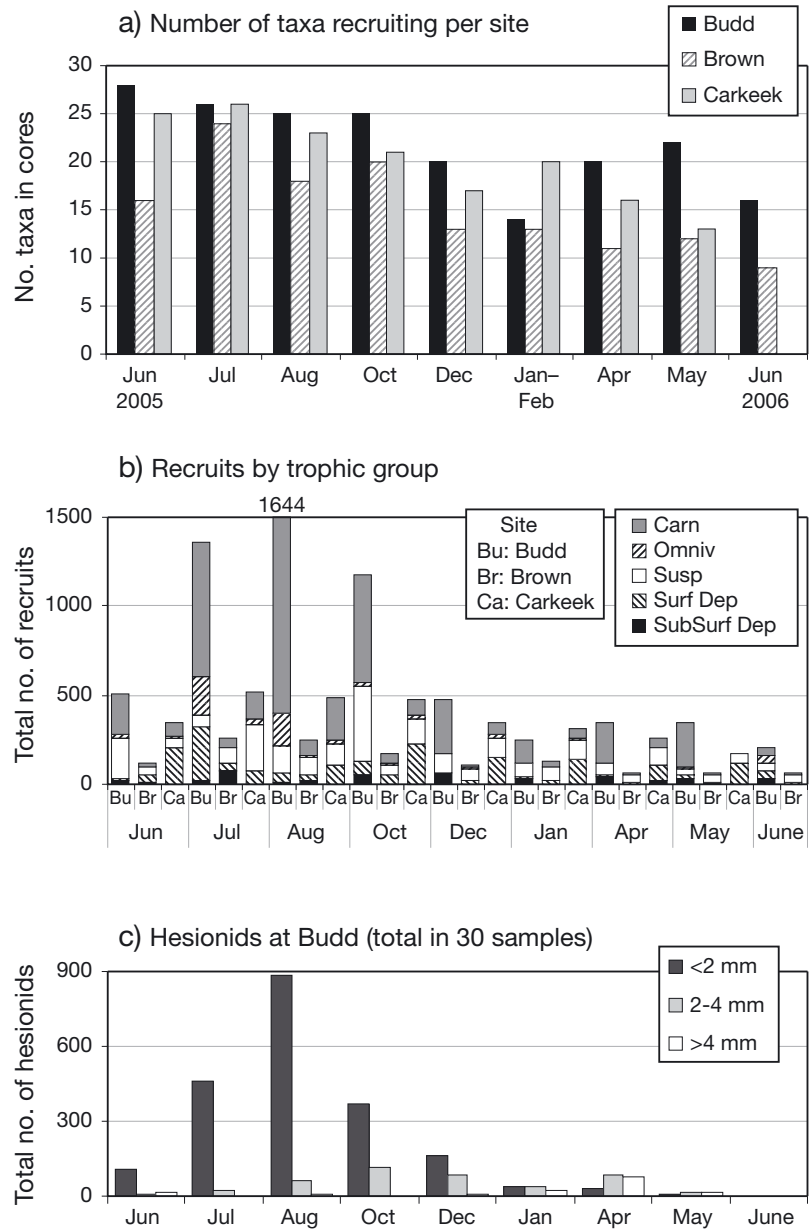 a) Number of taxa recruiting per site
Budd
Brown
Carkeek
No. taxa in cores
30
25
20
15
10
5
0
Jun 2005 Jul Aug Oct Dec Jan–Feb Apr May Jun 2006
b) Recruits by trophic group
1644
Site
Bu: Budd
Br: Brown
Ca: Carkeek
Carn
Omniv
Susp
Surf Dep
SubSurf Dep
Total no. of recruits
1500
1000
500
0
Bu Br Ca Bu Br Ca Bu Br Ca Bu Br Ca Bu Br Ca Bu Br Ca Bu Br Ca Bu Br Ca Bu Br
Jun Jul Aug Oct Dec Jan Apr May June
c) Hesionids at Budd (total in 30 samples)
<2 mm
2-4 mm
>4 mm
Total no. of hesionids
900
600
300
0
Jun Jul Aug Oct Dec Jan Apr May June